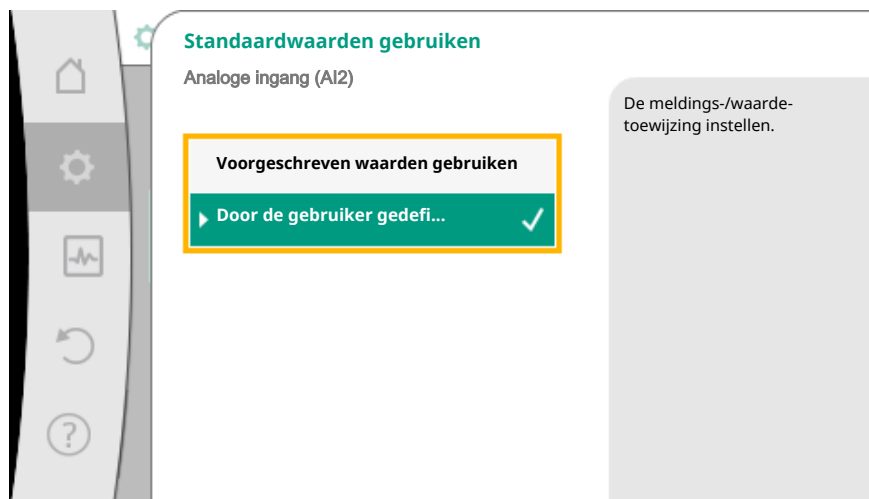 Standaardwaarden gebruiken
Analoge ingang (AI2)
De meldings-/waarde-
toewijzing instellen.
Voorgeschreven waarden gebruiken
Door de gebruiker gedefi...
?